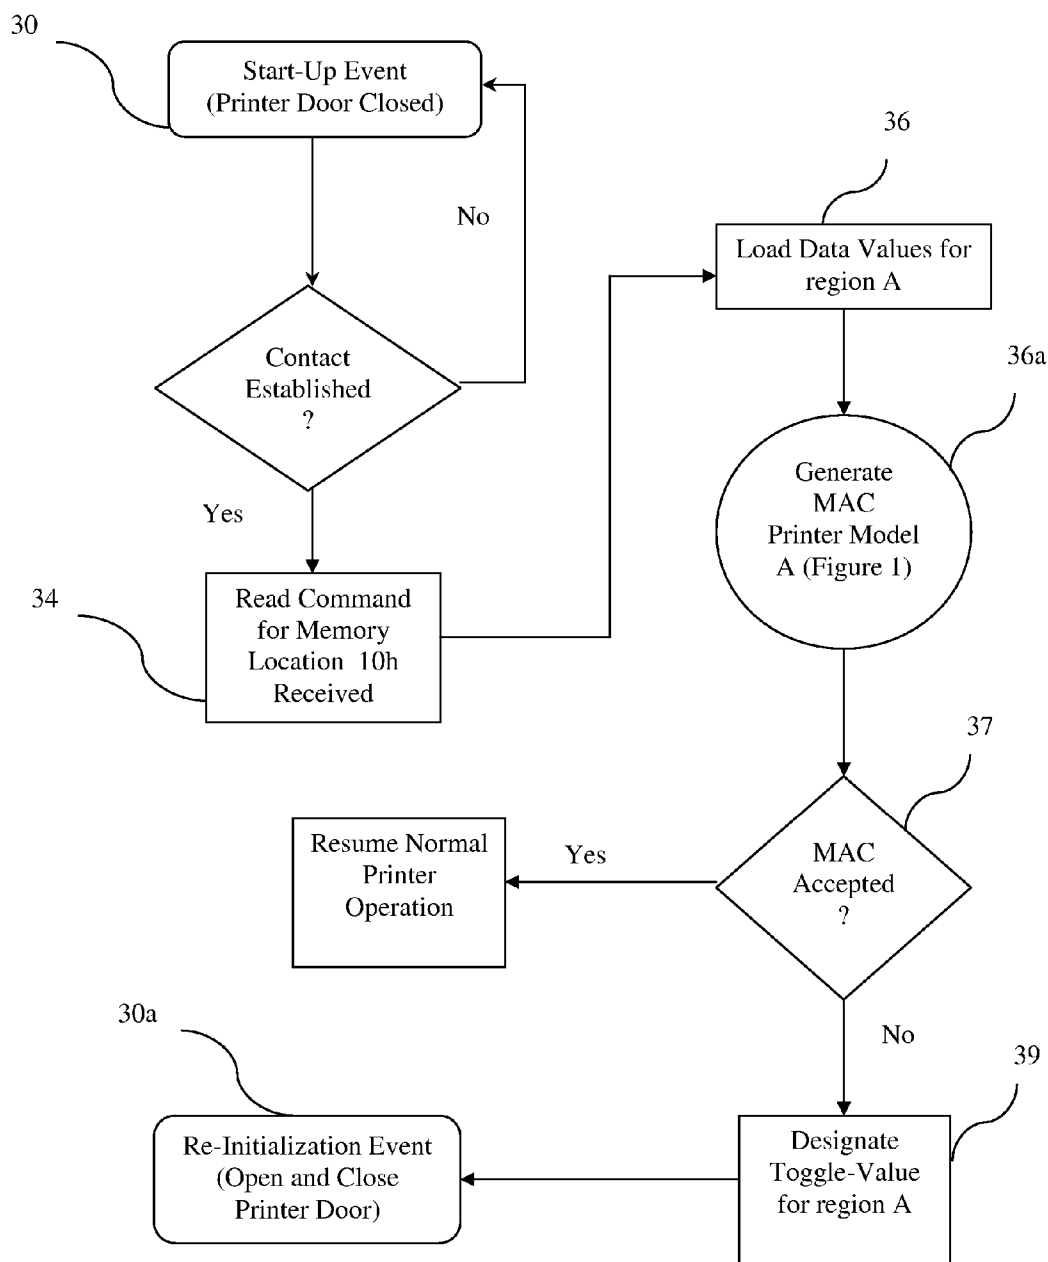 30
Start-Up Event
(Printer Door Closed)
No
Contact
Established
?
Yes
34
Read Command
for Memory
Location 10h
Received
36
Load Data Values for
region A
36a
Generate
MAC
Printer Model
A (Figure 1)
37
MAC
Accepted
?
Yes
Resume Normal
Printer
Operation
No
39
Designate
Toggle-Value
for region A
30a
Re-Initialization Event
(Open and Close
Printer Door)